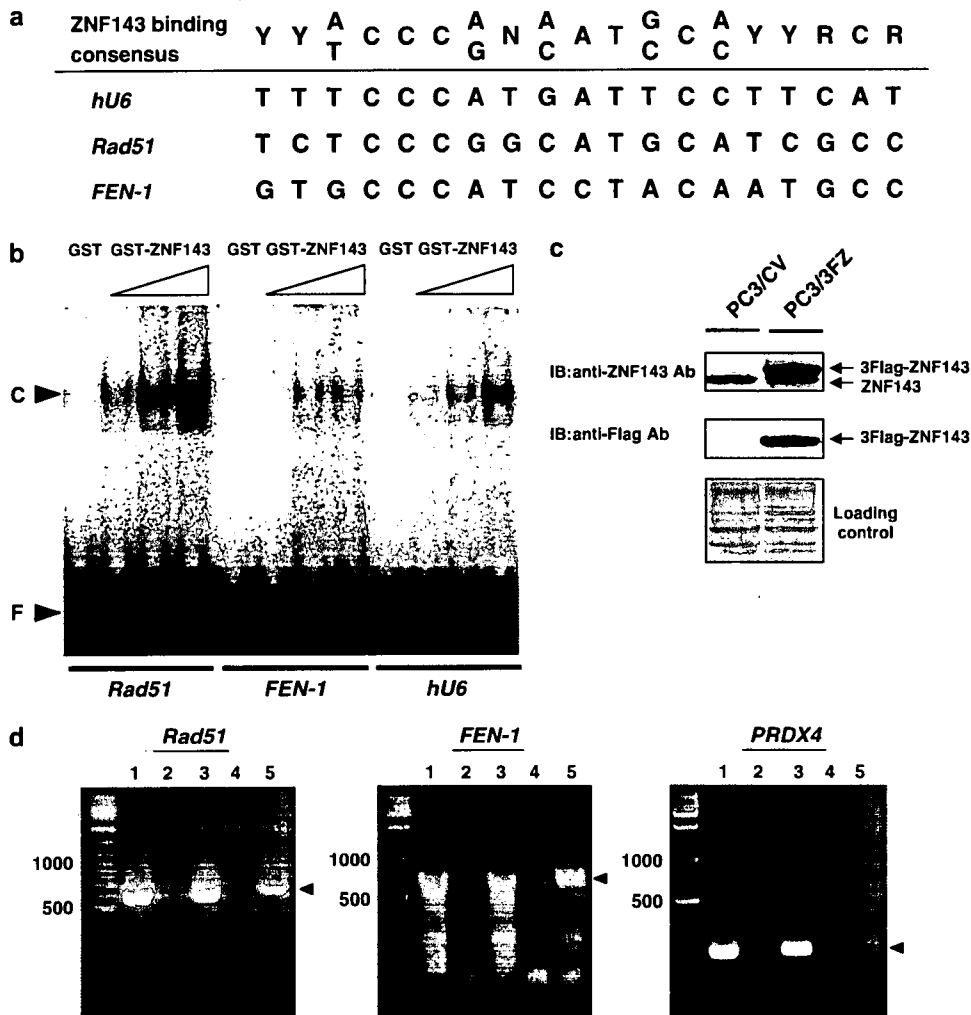 a
ZNF143 binding consensus
Y Y A/T C C C A/G N A/C A T G/C C A/C Y Y R C R
hU6 T T T C C C A T G A T T C C T T C A T
Rad51 T C T C C C G G C A T G C A T C G C C
FEN-1 G T G C C C A T C C T A C A A T G C C
b
GST GST-ZNF143 GST GST-ZNF143 GST GST-ZNF143
C
F
Rad51 FEN-1 hU6
c
PC3/CV PC3/3FZ
IB:anti-ZNF143 Ab
3Flag-ZNF143
ZNF143
IB:anti-Flag Ab
3Flag-ZNF143
Loading
control
d
Rad51
1 2 3 4 5
1000
500
FEN-1
1 2 3 4 5
1000
500
PRDX4
1 2 3 4 5
1000
500